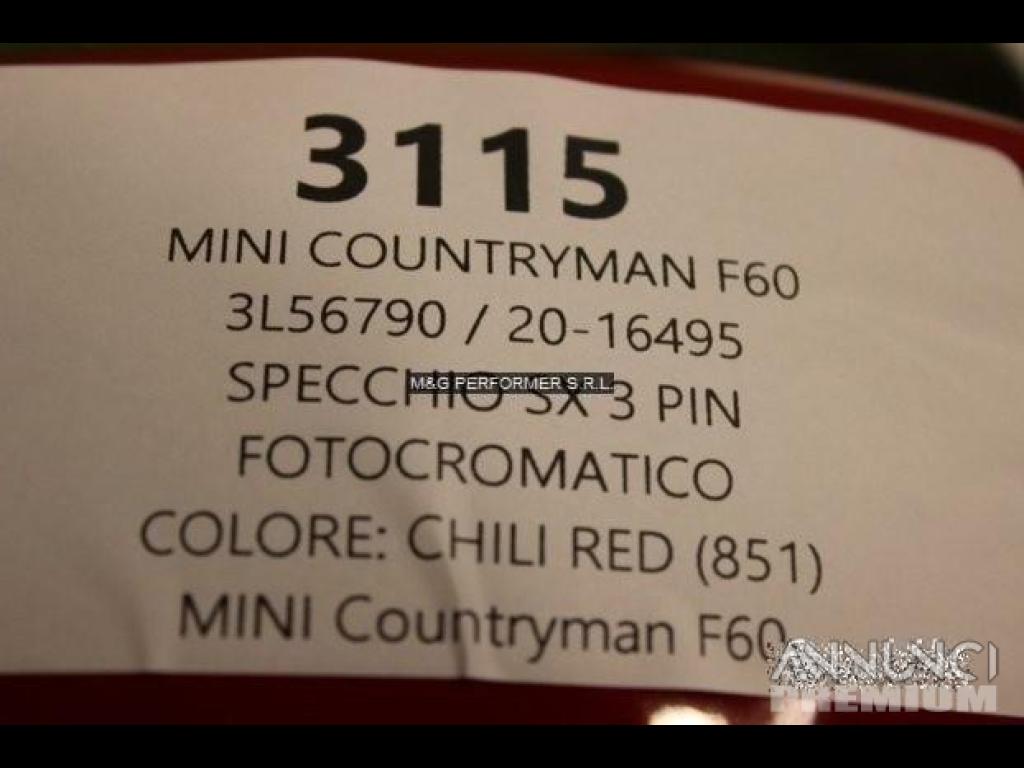 3115
MINI COUNTRYMAN F60
3L56790 / 20-16495
SPECCHIO SX 3 PIN
M&G PERFORMER S.R.L.
FOTOCROMATICO
COLORE: CHILI RED (851)
MINI Countryman F60
ANNUNCI
PREMIUM